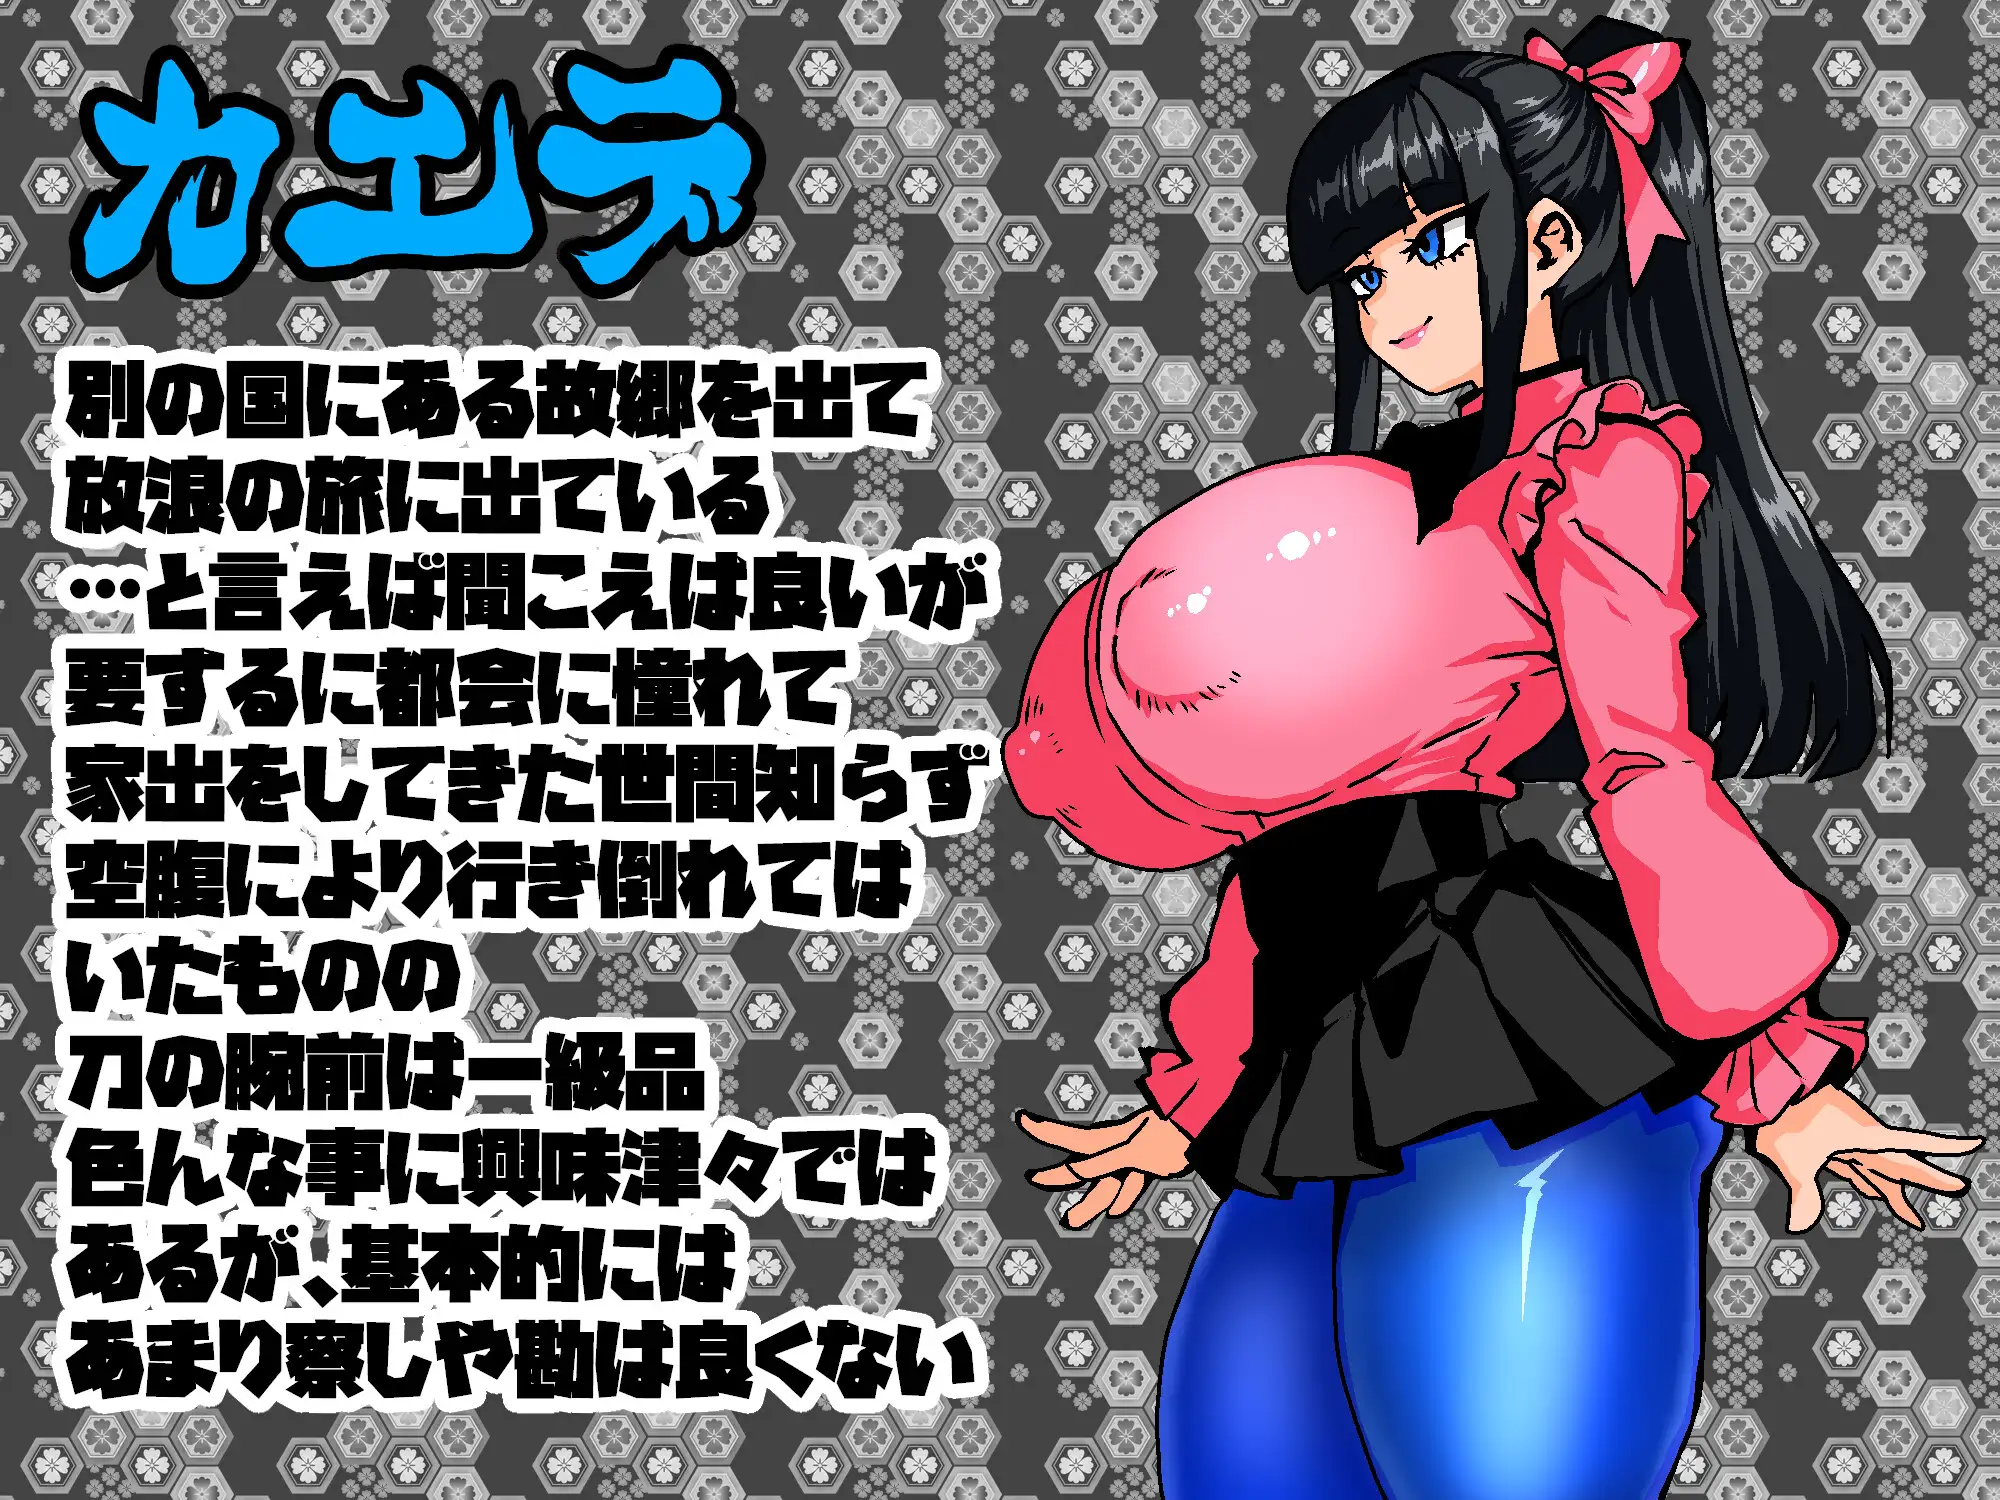 カエデ
別の国にある故郷を出て
放浪の旅に出ている
…と言えば聞こえは良いが
要するに都会に憧れて
家出をしてきた世間知らず
空腹により行き倒れては
いたものの
刀の腕前は一級品
色んな事に興味津々では
あるが、基本的には
あまり察しや勘は良くない